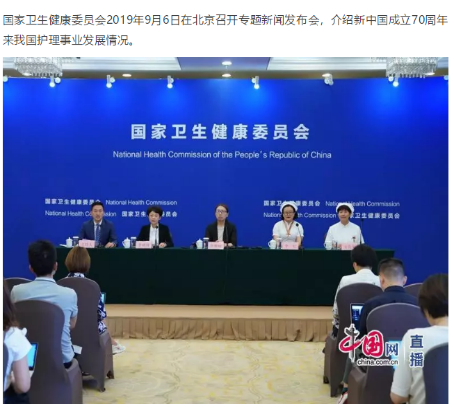 国家卫生健康委员会2019年9月6日在北京召开专题新闻发布会，介绍新中国成立70周年
来我国护理事业发展情况。
国家卫生健康委员会
National Health Commission of the People's Republic of China
国家卫生健康委员会 National Health Commission
National Health Commission 国家卫生健康委员会
国家卫生健康委员会 National Health Commission
National Health Commission 国家卫生健康委员会
中国网 直播
china.com.cn